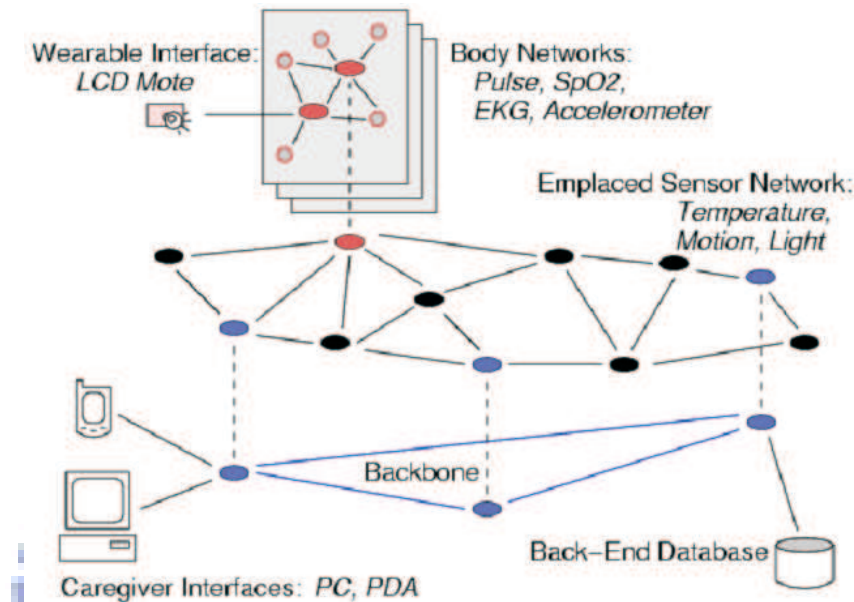 Wearable Interface:
LCD Mote
Body Networks:
Pulse, SpO2,
EKG, Accelerometer
Emplaced Sensor Network:
Temperature,
Motion, Light
Backbone
Back-End Database
Caregiver Interfaces: PC, PDA